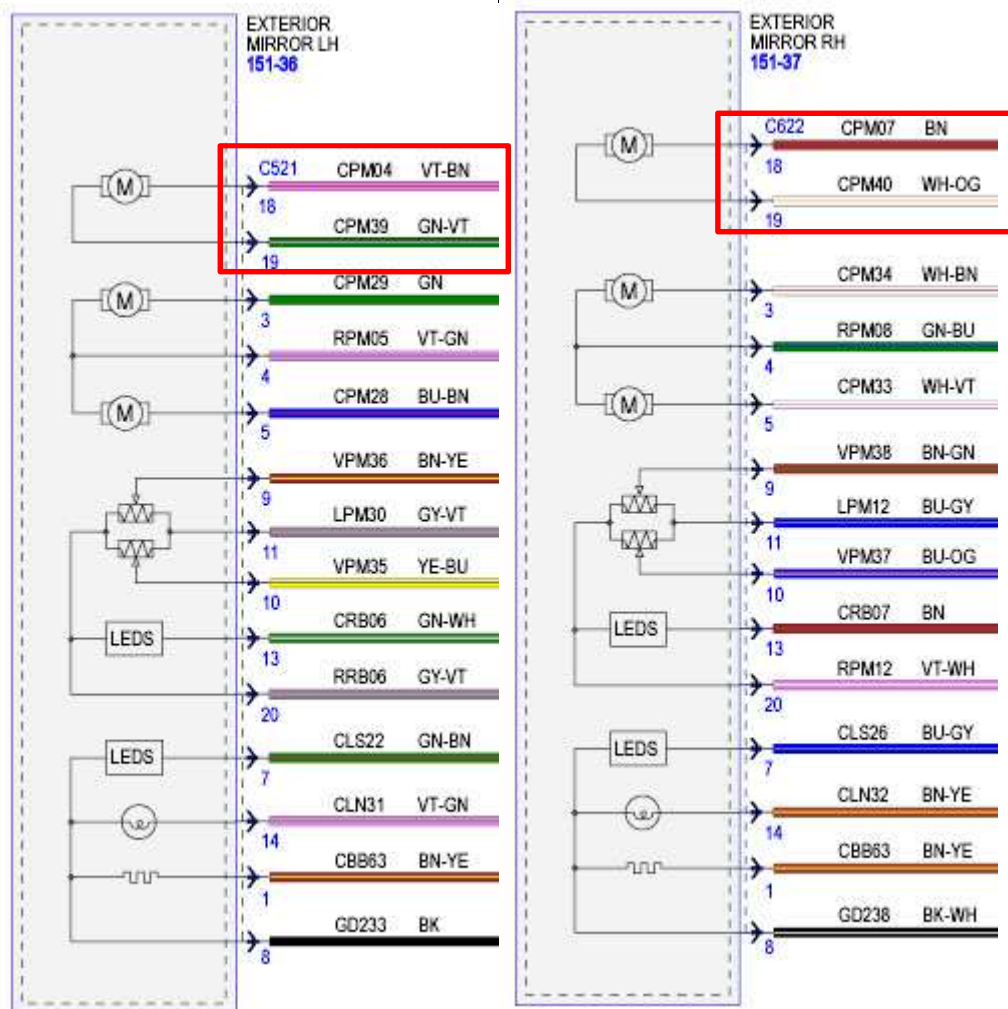 EXTERIOR
MIRROR LH
151-36
M
C521 CPM04 VT-BN
18
CPM39 GN-VT
19
M
CPM29 GN
3
RPM05 VT-GN
4
M
CPM28 BU-BN
5
VPM36 BN-YE
9
LPM30 GY-VT
11
VPM35 YE-BU
10
LEDS
CRB06 GN-WH
13
RRB06 GY-VT
20
LEDS
CLS22 GN-BN
7
CLN31 VT-GN
14
CBB63 BN-YE
1
GD233 BK
8
EXTERIOR
MIRROR RH
151-37
M
C622 CPM07 BN
18
CPM40 WH-OG
19
M
CPM34 WH-BN
3
RPM08 GN-BU
4
M
CPM33 WH-VT
5
VPM38 BN-GN
9
LPM12 BU-GY
11
VPM37 BU-OG
10
LEDS
CRB07 BN
13
RPM12 VT-WH
20
LEDS
CLS26 BU-GY
7
CLN32 BN-YE
14
CBB63 BN-YE
1
GD238 BK-WH
8